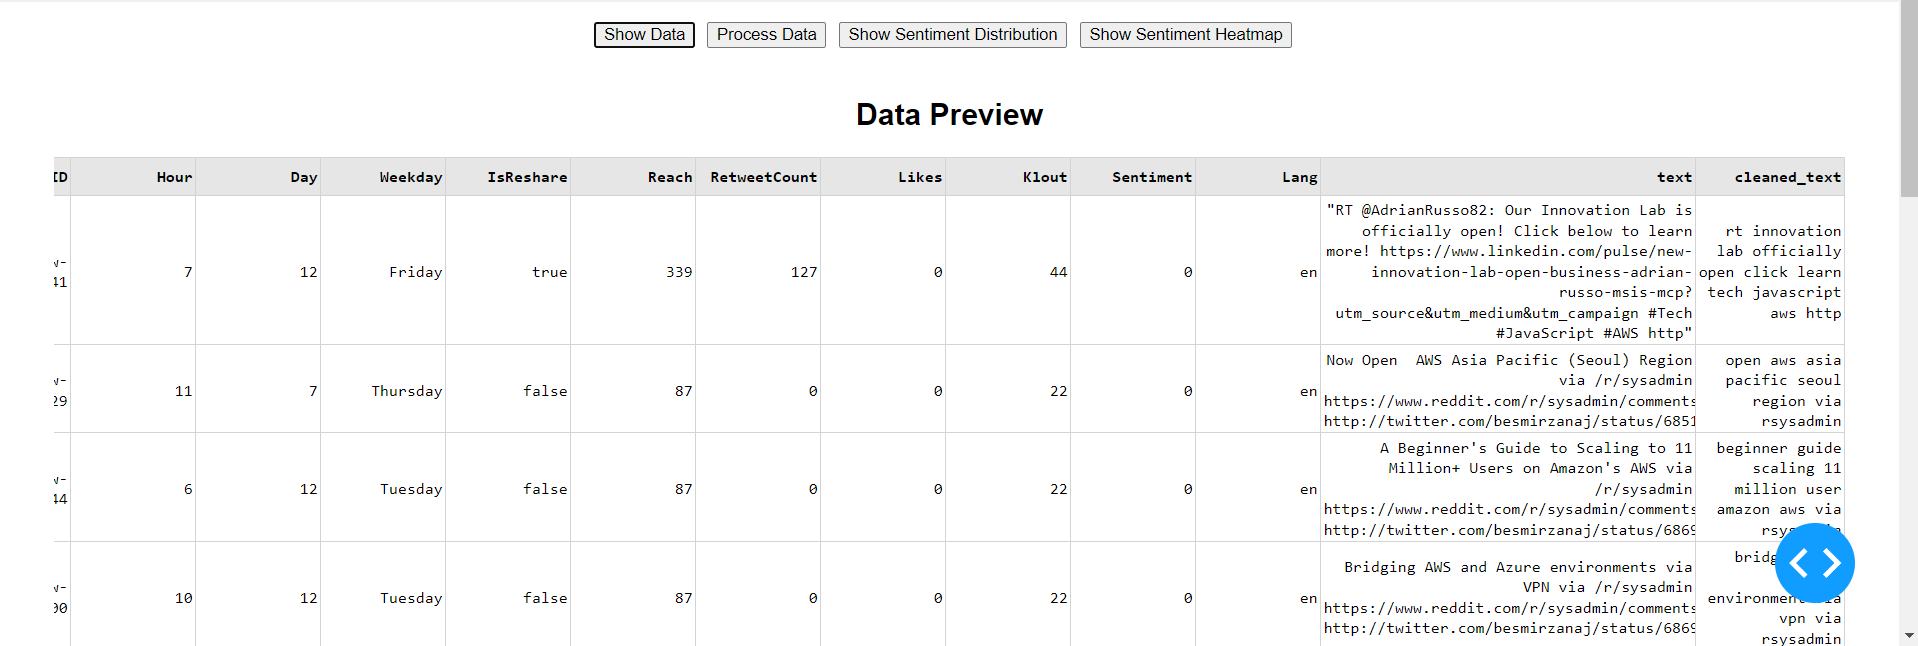 Show Data Process Data Show Sentiment Distribution Show Sentiment Heatmap
Data Preview
ID Hour Day Weekday IsReshare Reach RetweetCount Likes Klout Sentiment Lang text cleaned_text
41 7 12 Friday true 339 127 0 44 0 en
"RT @AdrianRusso82: Our Innovation Lab is
officially open! Click below to learn
more! https://www.linkedin.com/pulse/new-
innovation-lab-open-business-adrian-
russo-msis-mcp?
utm_source&utm_medium&utm_campaign #Tech
#JavaScript #AWS http"
rt innovation
lab officially
open click learn
tech javascript
aws http
29 11 7 Thursday false 87 0 0 22 0 en
Now Open  AWS Asia Pacific (Seoul) Region
via /r/sysadmin
https://www.reddit.com/r/sysadmin/comments
http://twitter.com/besmirzanaj/status/6851
open aws asia
pacific seoul
region via
rsysadmin
44 6 12 Tuesday false 87 0 0 22 0 en
A Beginner's Guide to Scaling to 11
Million+ Users on Amazon's AWS via
/r/sysadmin
https://www.reddit.com/r/sysadmin/comments
http://twitter.com/besmirzanaj/status/6869
beginner guide
scaling 11
million user
amazon aws via
90 10 12 Tuesday false 87 0 0 22 0 en
Bridging AWS and Azure environments via
VPN via /r/sysadmin
https://www.reddit.com/r/sysadmin/comments
http://twitter.com/besmirzanaj/status/6869
vpn via
rsysadmin